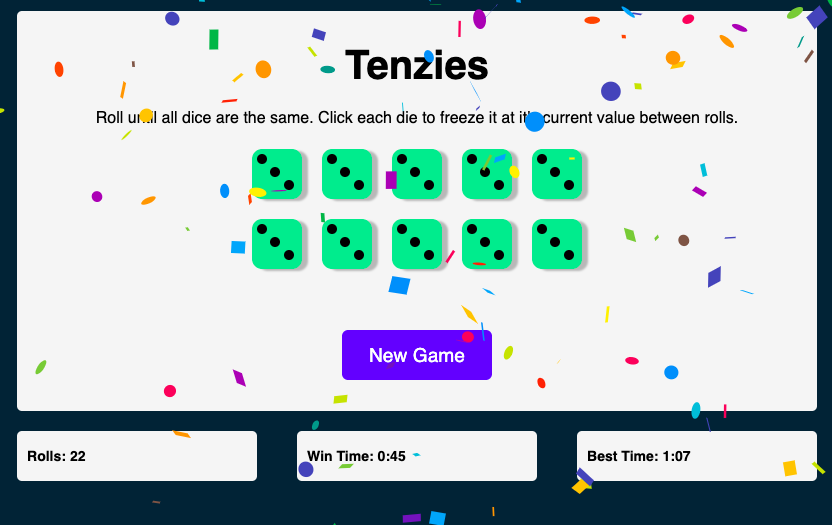 Tenzies
Roll until all dice are the same. Click each die to freeze it at its current value between rolls.
New Game
Rolls: 22
Win Time: 0:45
Best Time: 1:07